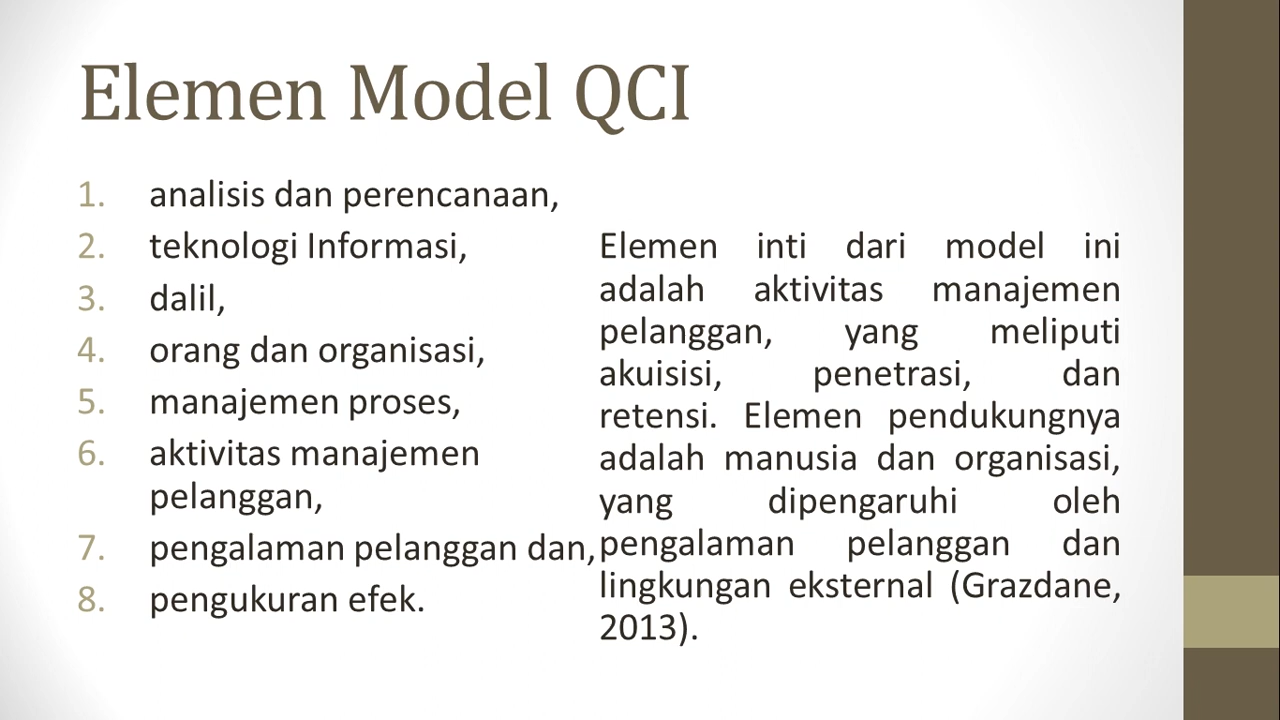 Elemen Model QCI
1. analisis dan perencanaan,
2. teknologi Informasi,
3. dalil,
4. orang dan organisasi,
5. manajemen proses,
6. aktivitas manajemen
pelanggan,
7. pengalaman pelanggan dan,
8. pengukuran efek.
Elemen inti dari model ini
adalah aktivitas manajemen
pelanggan, yang meliputi
akuisisi, penetrasi, dan
retensi. Elemen pendukungnya
adalah manusia dan organisasi,
yang dipengaruhi oleh
pengalaman pelanggan dan
lingkungan eksternal (Grazdane,
2013).